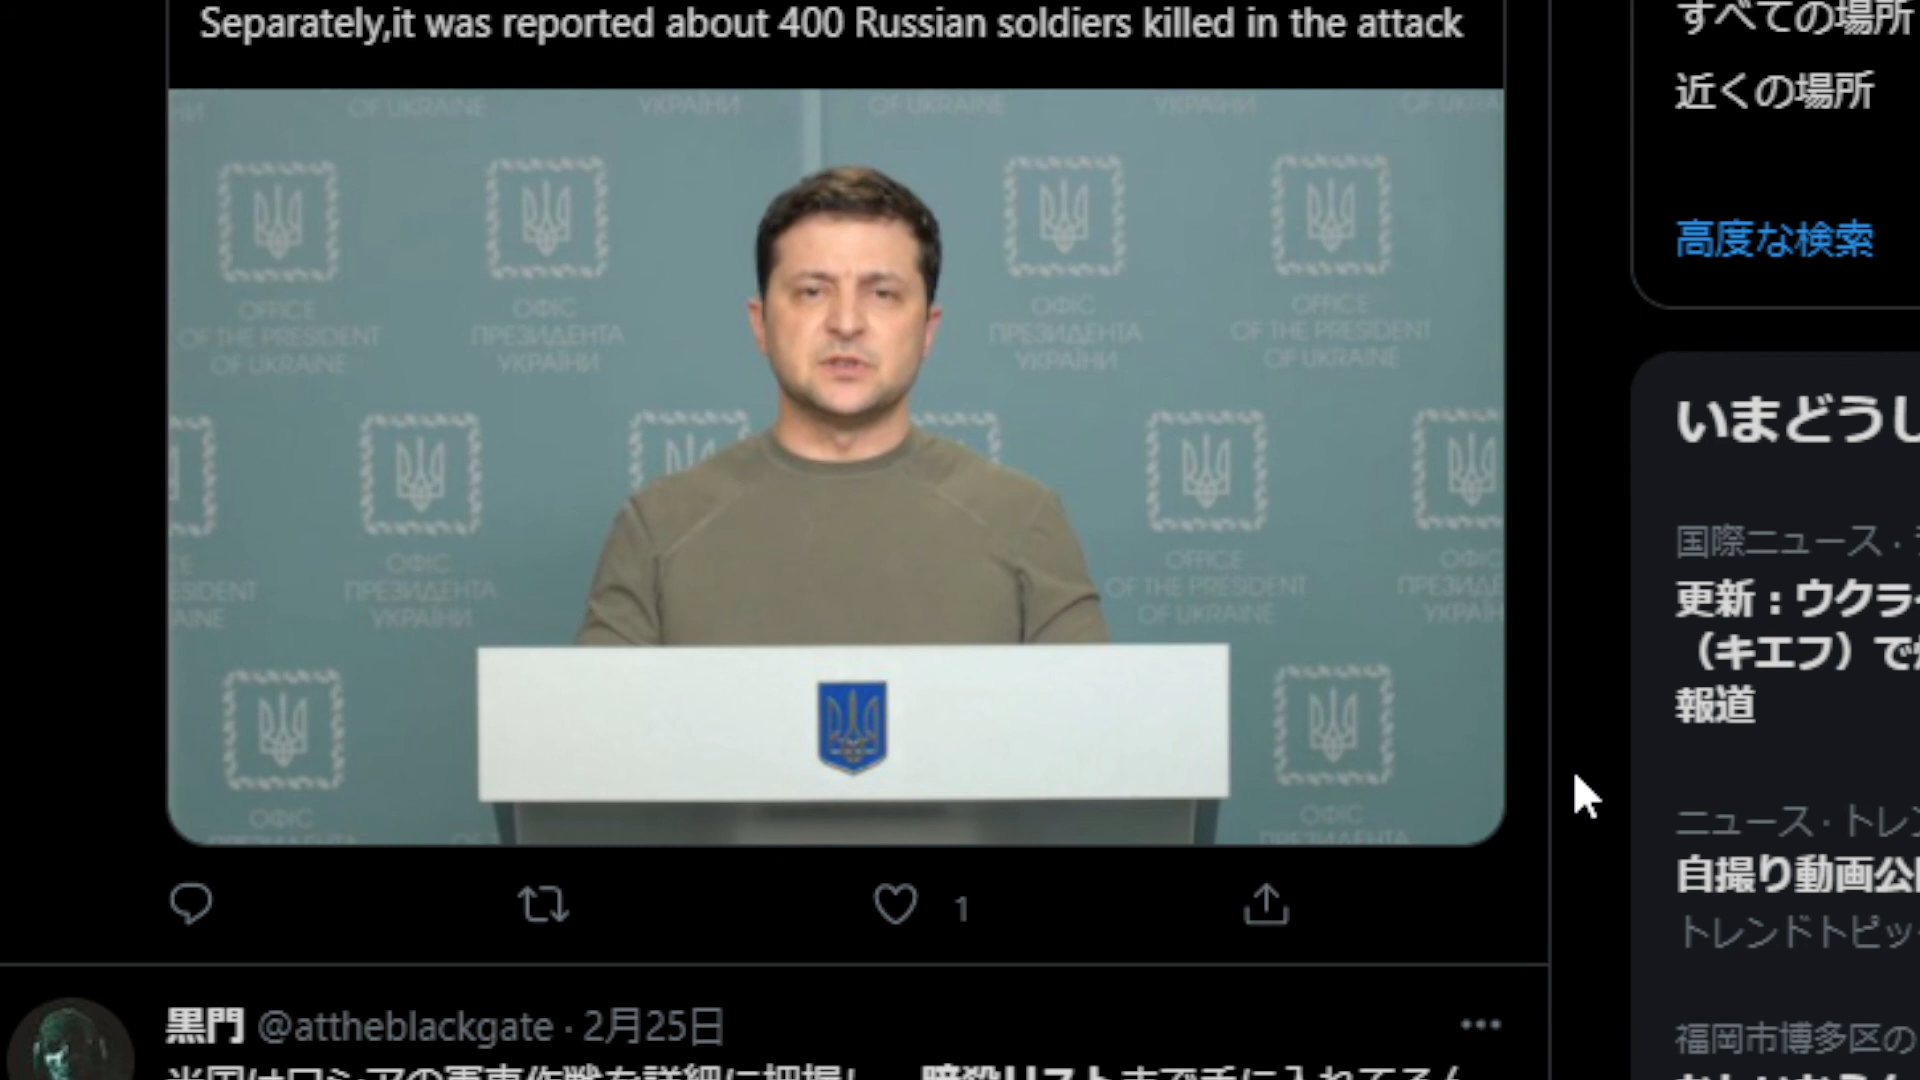 Separately,it was reported about 400 Russian soldiers killed in the attack
OF UKRAINE
УКРАЇНИ
OF UKRAINE
УКРАЇНИ
OFFICE
OF THE PRESIDENT
OF UKRAINE
ОФІС
ПРЕЗИДЕНТА
УКРАЇНИ
ОФІС
ПРЕЗИДЕНТА
УКРАЇНИ
OFFICE
OF THE PRESIDENT
OF UKRAINE
ОФІС
ПРЕЗИДЕНТА
УКРАЇНИ
OFFICE
OF THE PRESIDENT
OF UKRAINE
ОФІС
ОФІС
ПРЕЗИДЕНТА
1
黒門 @attheblackgate · 2月25日
すべての場所
近くの場所
高度な検索
いまどうし
国際ニュース ·
更新：ウクライ
（キエフ）で
報道
ニュース · トレン
自撮り動画公
トレンドトピッ
福岡市博多区の